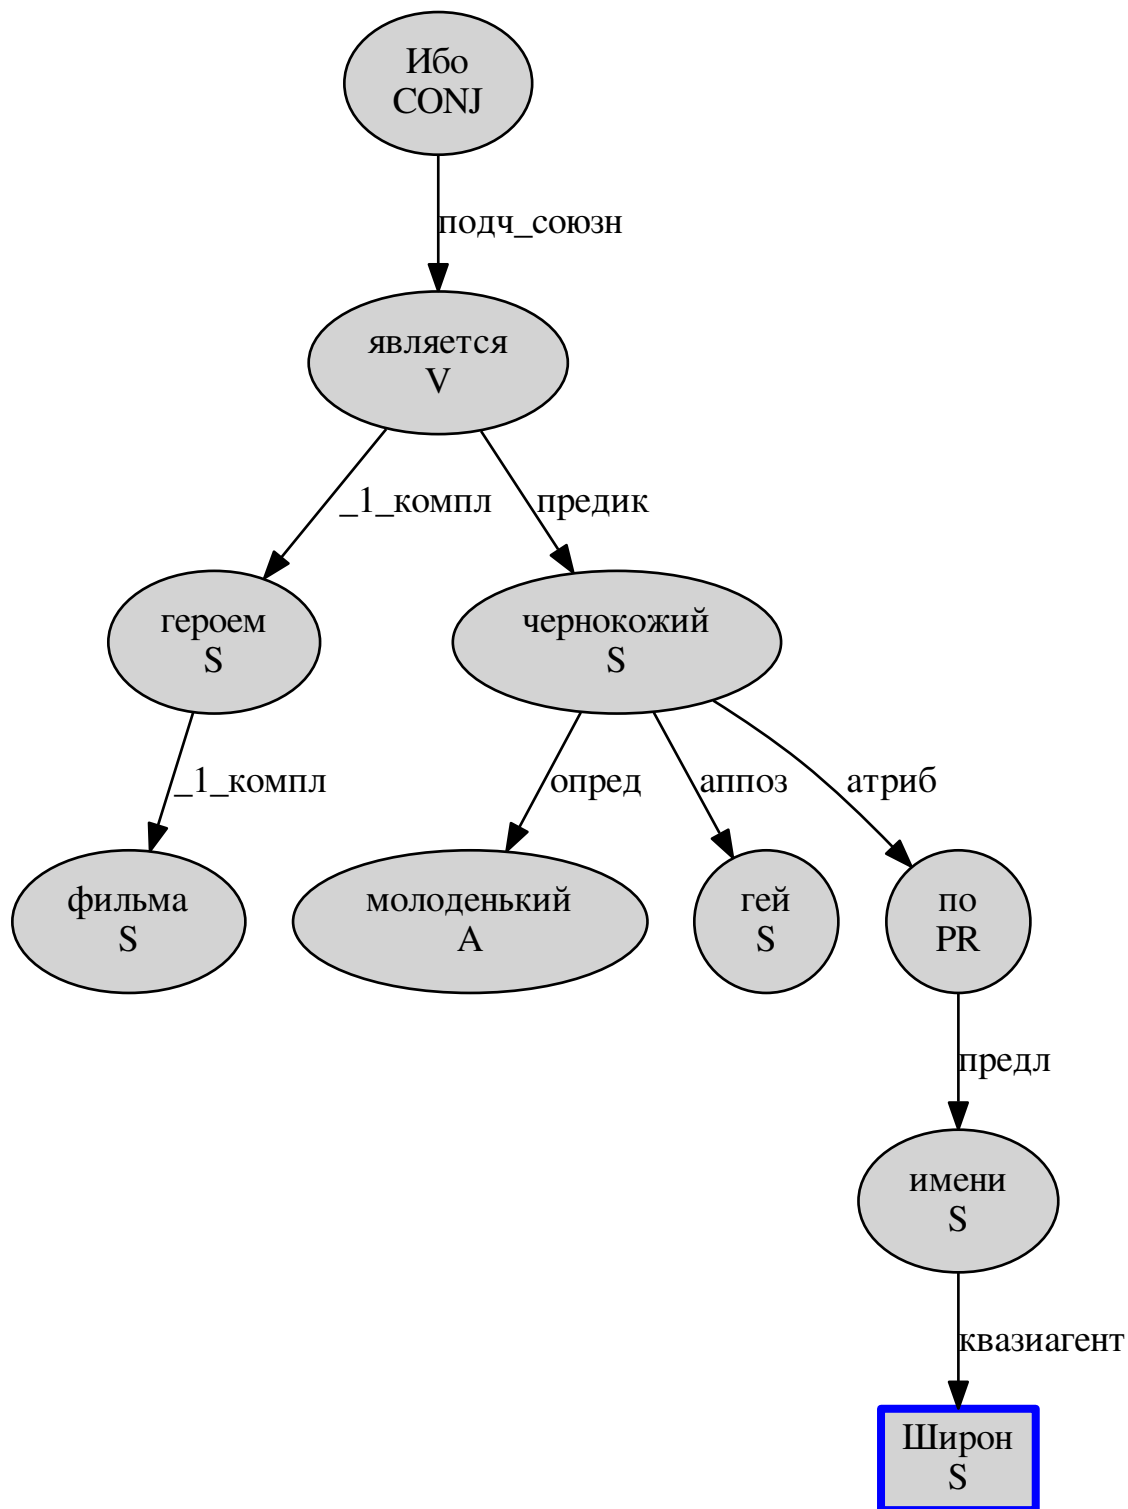 Ибо
CONJ
подч_союзн
является
V
_1_компл
предик
героем
S
чернокожий
S
_1_компл
опред
аппоз
атриб
фильма
S
молоденький
A
гей
S
по
PR
предл
имени
S
квазиагент
Широн
S